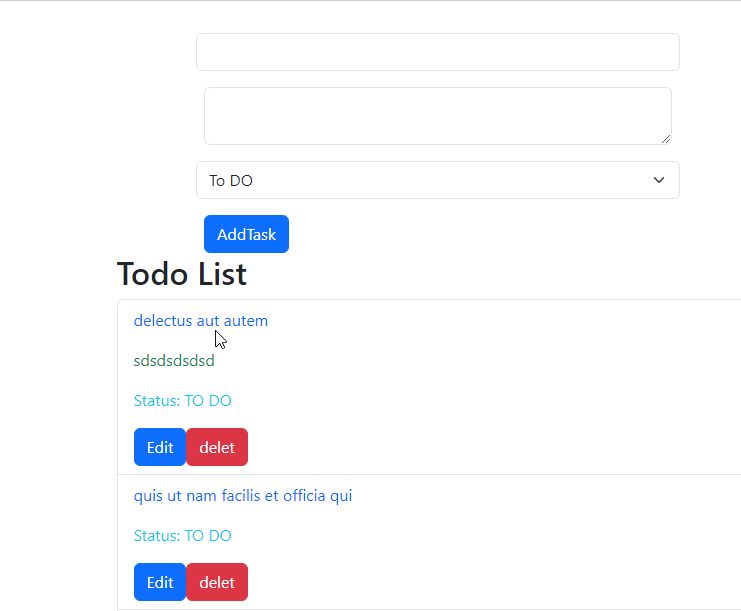 To DO
AddTask
Todo List
delectus aut autem
sdsdsdsdsd
Status: TO DO
Edit delet
quis ut nam facilis et officia qui
Status: TO DO
Edit delet